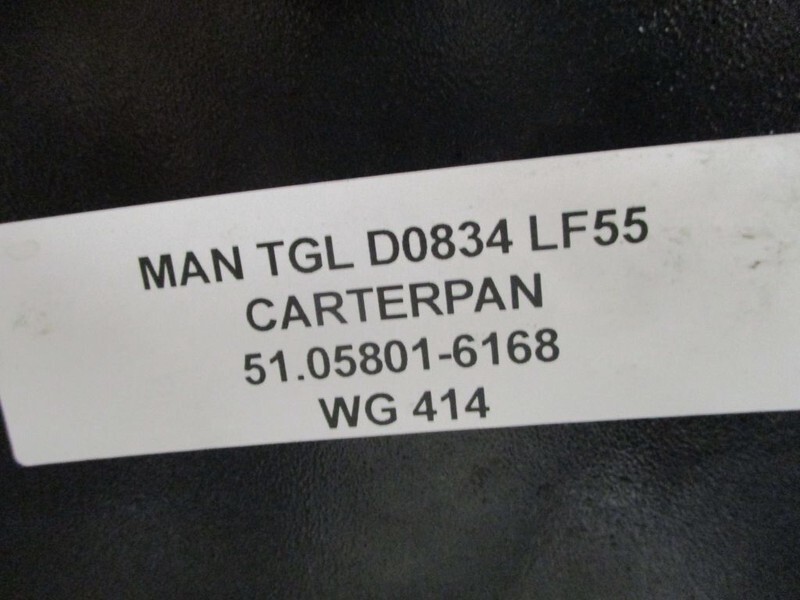 MAN TGL D0834 LF55
CARTERPAN
51.05801-6168
WG 414